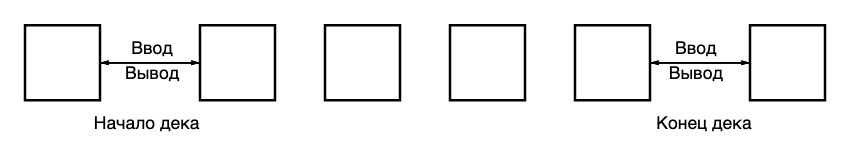 Ввод
Вывод
Ввод
Вывод
Начало дека
Конец дека